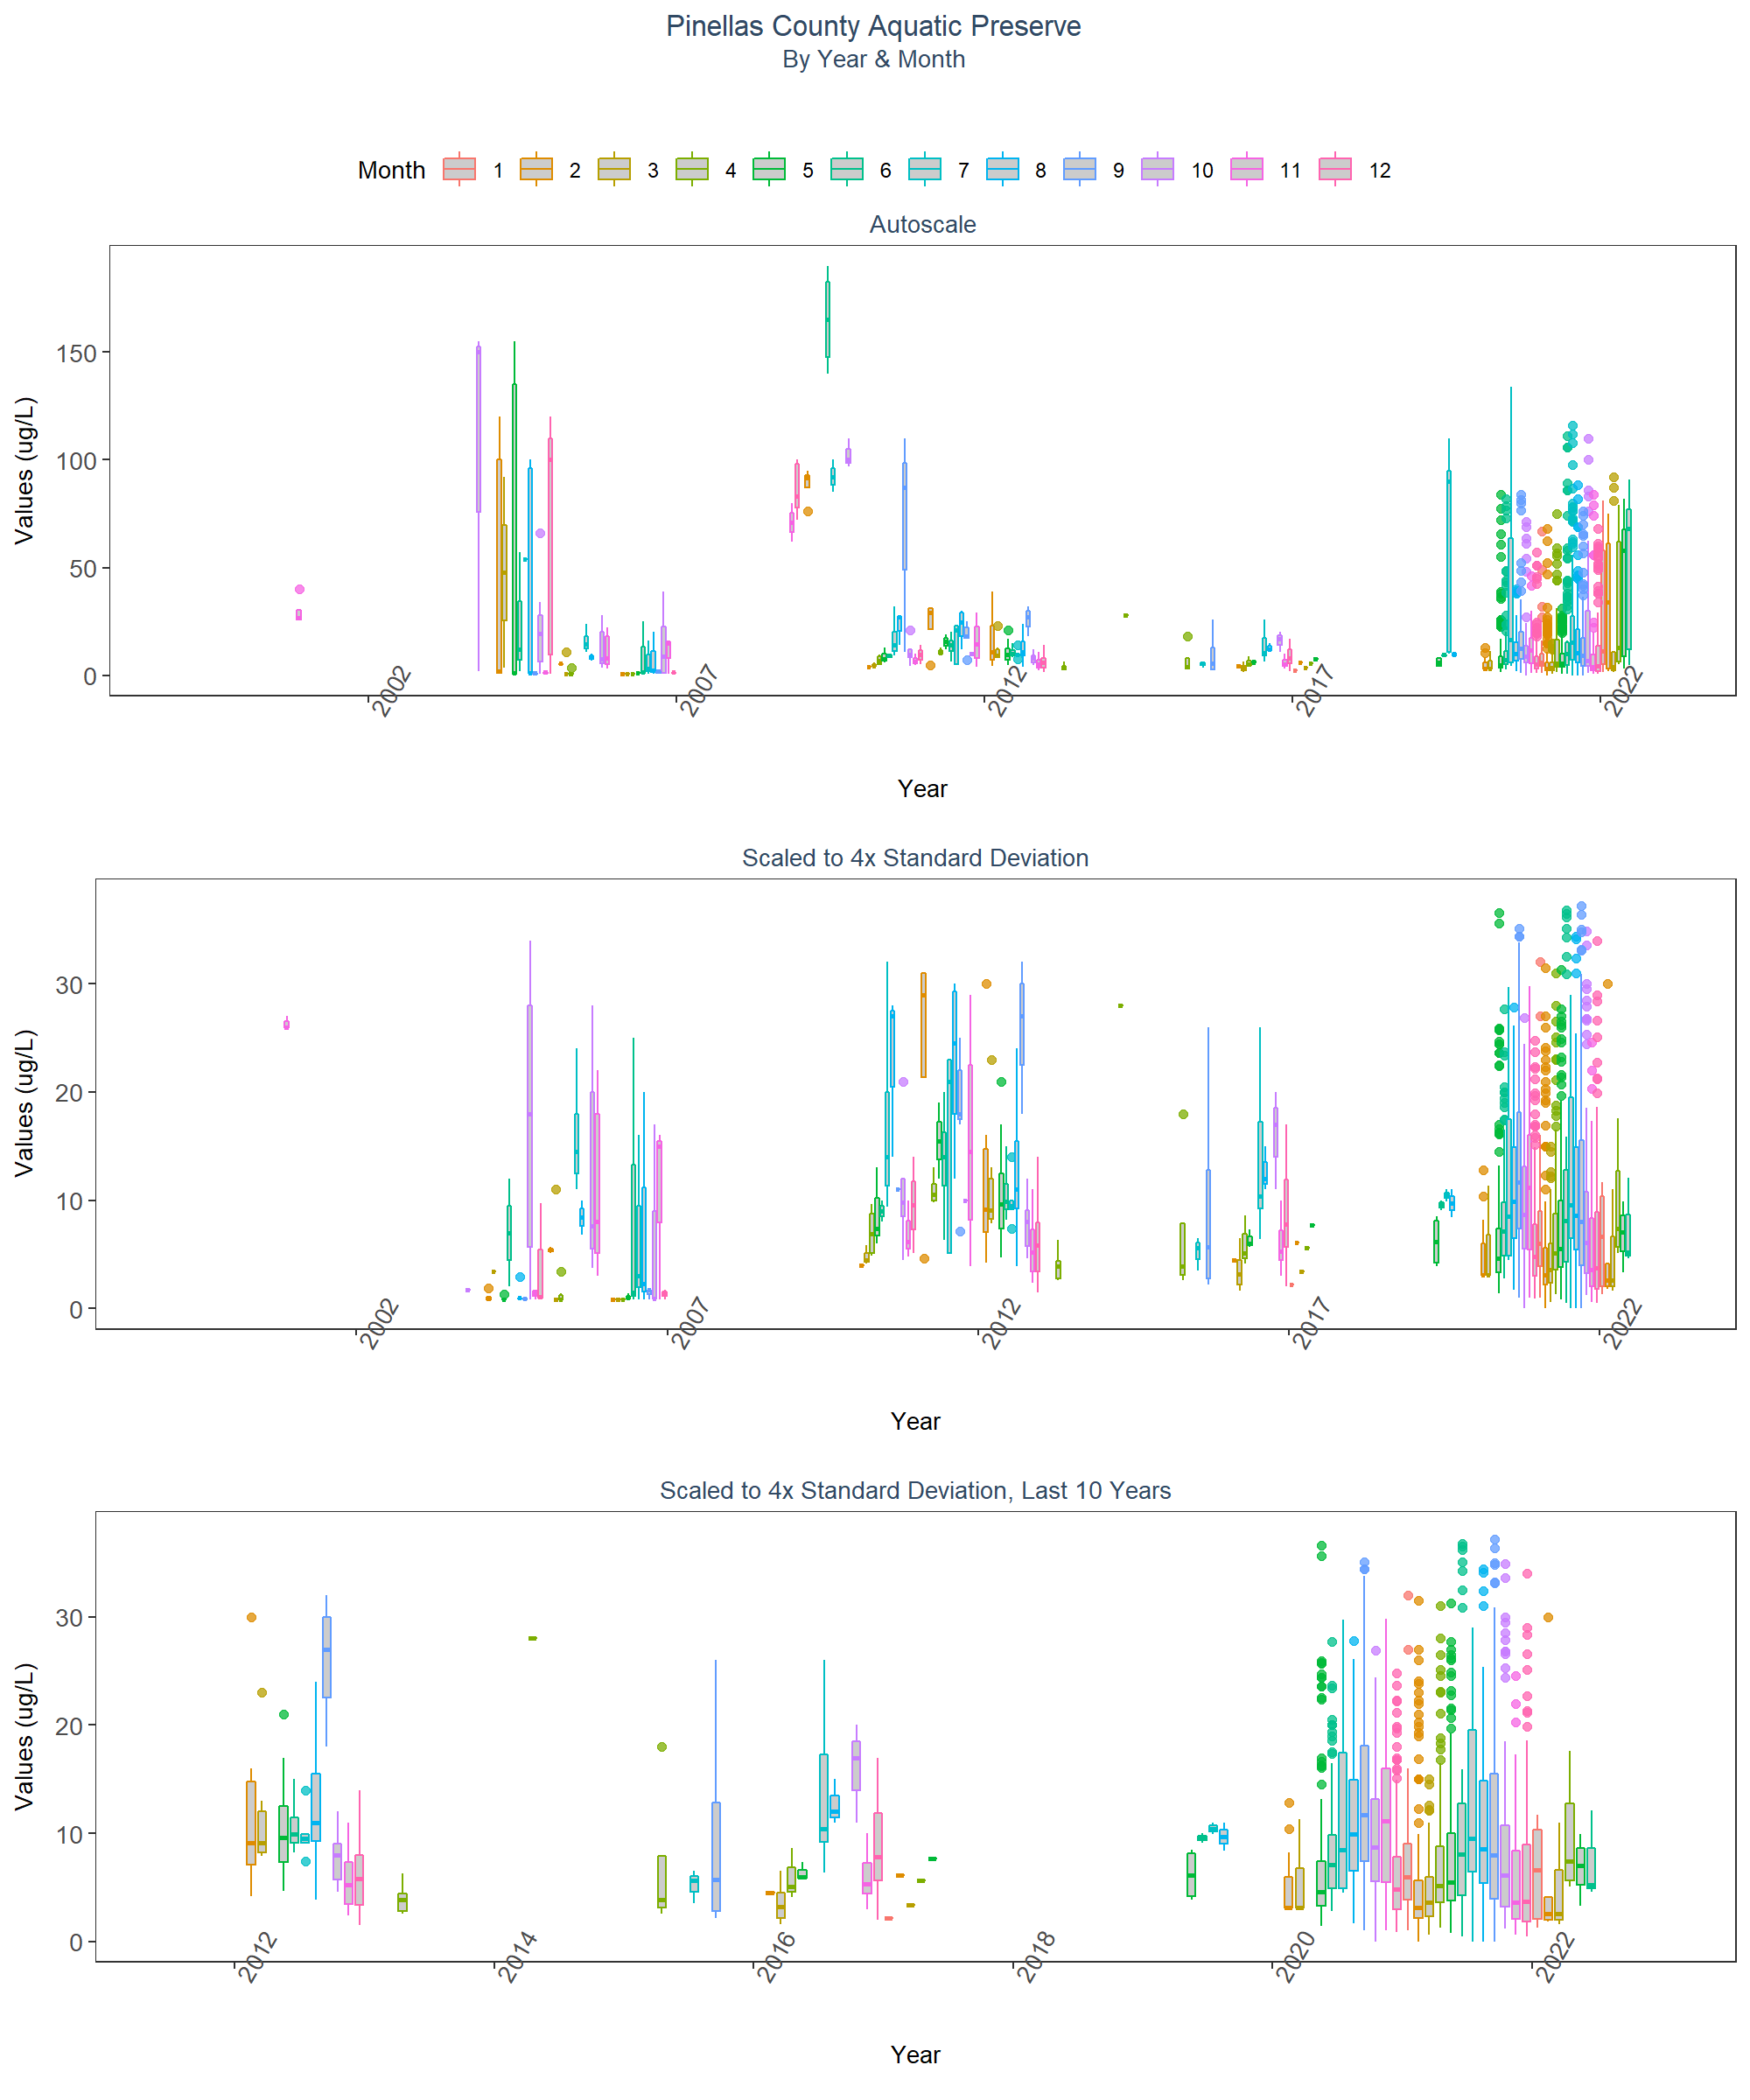 Pinellas County Aquatic Preserve
By Year & Month
Month 1 2 3 4 5 6 7 8 9 10 11 12
Autoscale
Values (ug/L)
150
100
50
0
2002 2007 2012 2017 2022
Year
Scaled to 4x Standard Deviation
Values (ug/L)
30
20
10
0
2002 2007 2012 2017 2022
Year
Scaled to 4x Standard Deviation, Last 10 Years
Values (ug/L)
30
20
10
0
2012 2014 2016 2018 2020 2022
Year